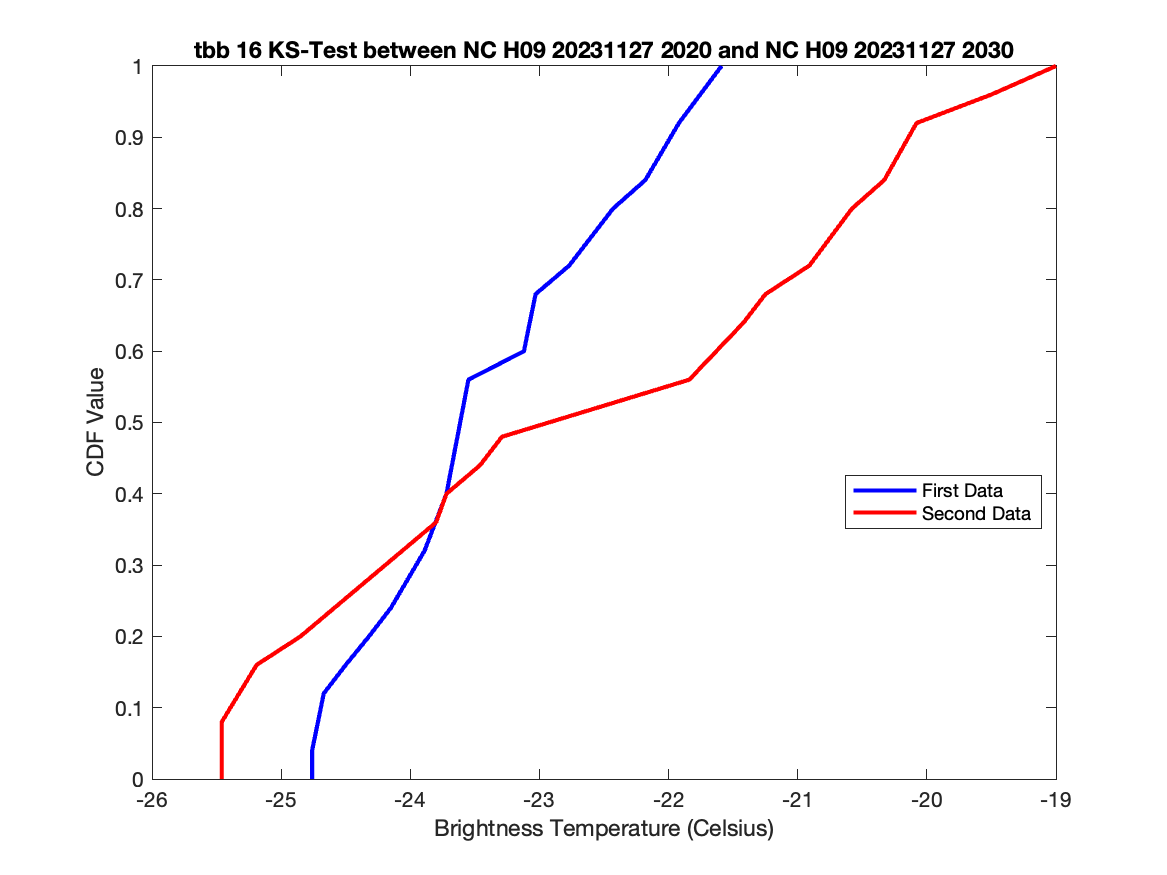 tbb 16 KS-Test between NC H09 20231127 2020 and NC H09 20231127 2030
1
0.9
0.8
0.7
0.6
0.5
0.4
0.3
0.2
0.1
0
CDF Value
First Data
Second Data
-26 -25 -24 -23 -22 -21 -20 -19
Brightness Temperature (Celsius)